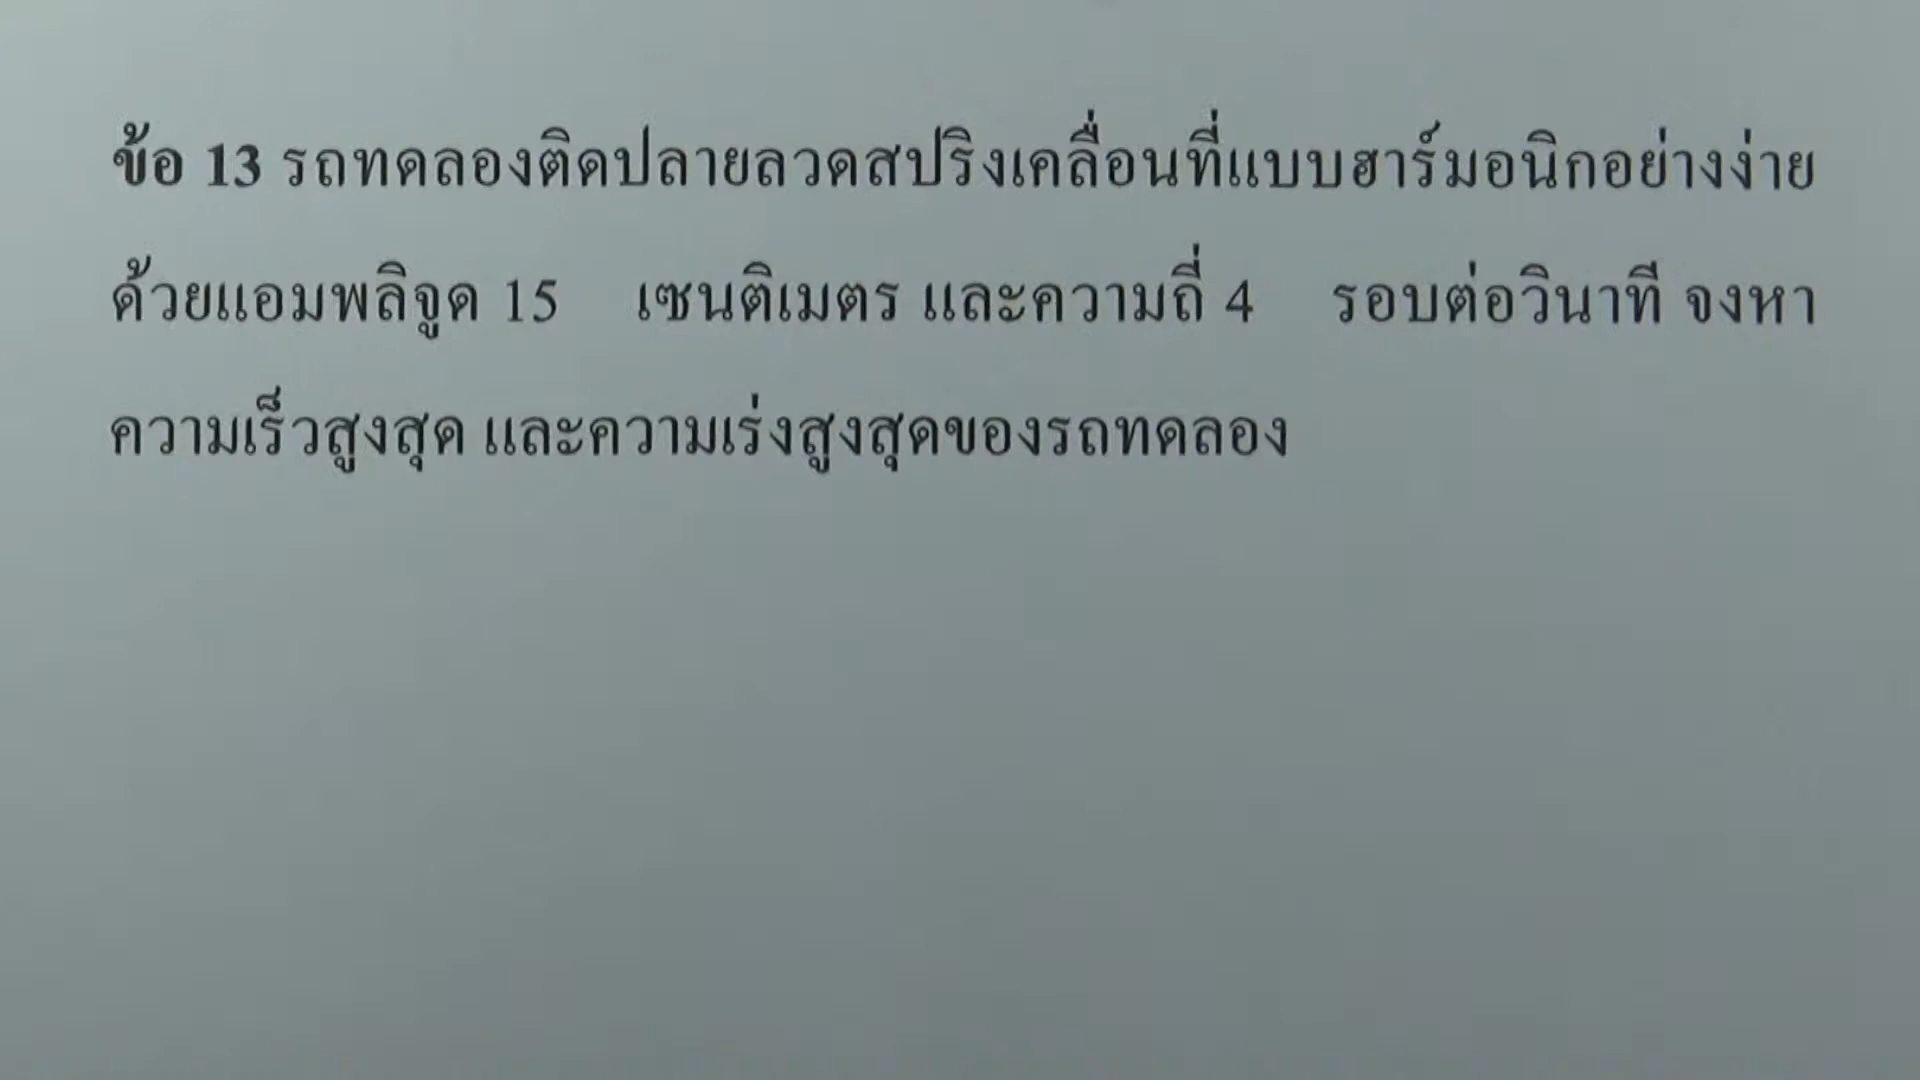 ข้อ 13 รถทดลองติดปลายลวดสปริงเคลื่อนที่แบบฮาร์มอนิกอย่างง่าย
ด้วยแอมพลิจูด 15 เซนติเมตร และความถี่ 4 รอบต่อวินาที จงหา
ความเร็วสูงสุด และความเร่งสูงสุดของรถทดลอง